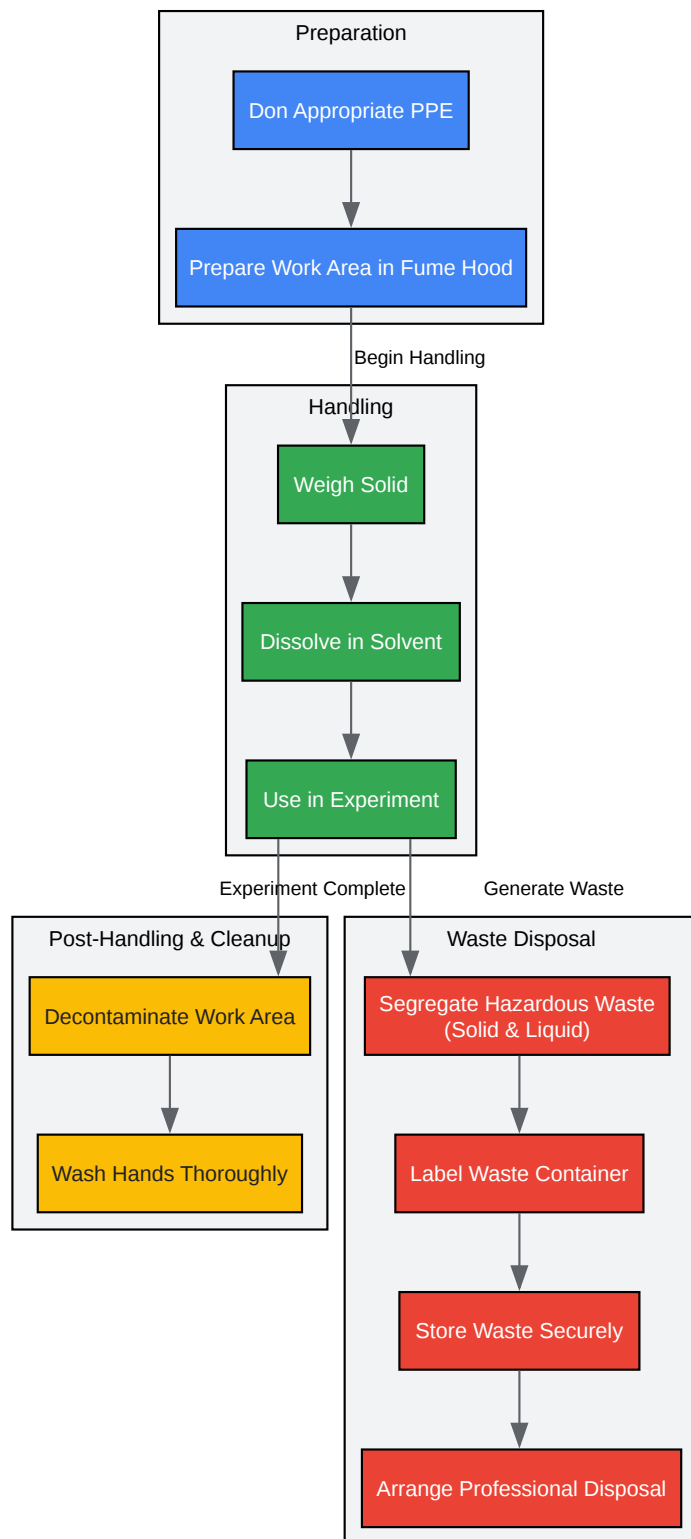 Preparation
Don Appropriate PPE
Prepare Work Area in Fume Hood
Begin Handling
Handling
Weigh Solid
Dissolve in Solvent
Use in Experiment
Experiment Complete
Generate Waste
Post-Handling & Cleanup
Decontaminate Work Area
Wash Hands Thoroughly
Waste Disposal
Segregate Hazardous Waste
(Solid & Liquid)
Label Waste Container
Store Waste Securely
Arrange Professional Disposal